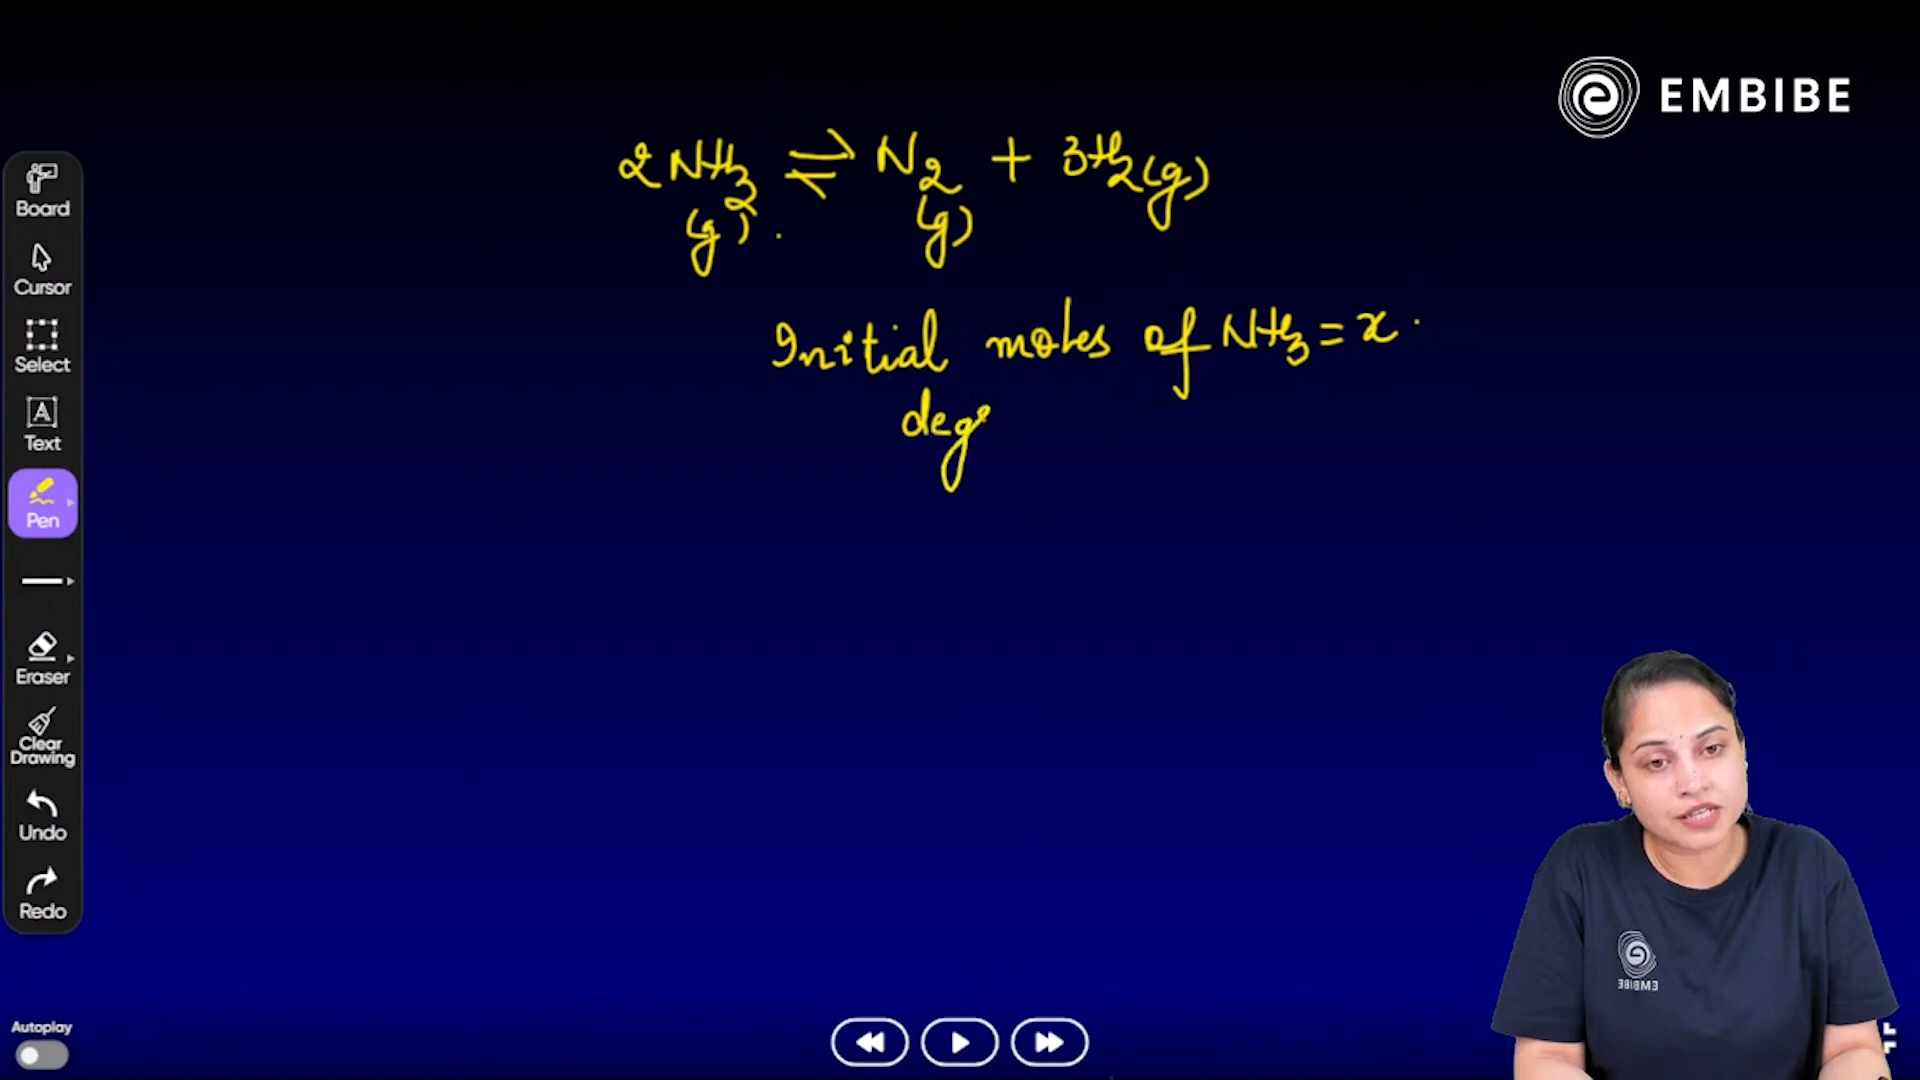 EMBIBE
2NH3 ⇌ N2 + 3H2(g)
(g) (g)
Initial moles of NH3 = x
deg
Board
Cursor
Select
Text
Pen
Eraser
Clear
Drawing
Undo
Redo
Autoplay
EMBIBE